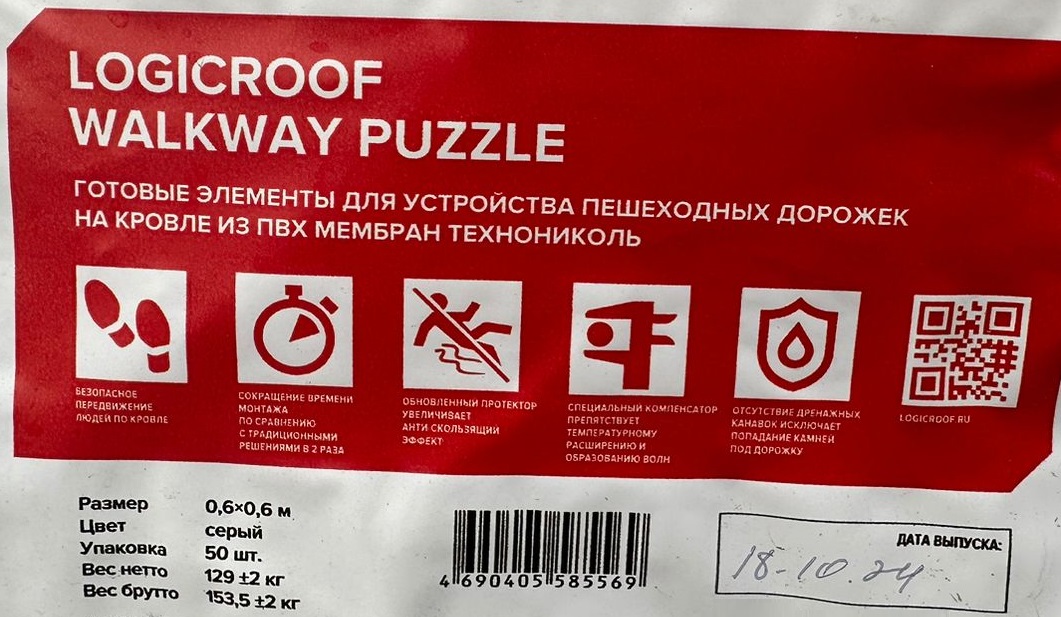 LOGICROOF
WALKWAY PUZZLE
ГОТОВЫЕ ЭЛЕМЕНТЫ ДЛЯ УСТРОЙСТВА ПЕШЕХОДНЫХ ДОРОЖЕК
НА КРОВЛЕ ИЗ ПВХ МЕМБРАН ТЕХНОНИКОЛЬ
БЕЗОПАСНОЕ
ПЕРЕДВИЖЕНИЕ
ЛЮДЕЙ ПО КРОВЛЕ
СОКРАЩЕНИЕ ВРЕМЕНИ
МОНТАЖА
ПО СРАВНЕНИЮ
С ТРАДИЦИОННЫМИ
РЕШЕНИЯМИ В 2 РАЗА
ОБНОВЛЕННЫЙ ПРОТЕКТОР
УВЕЛИЧИВАЕТ
АНТИ СКОЛЬЗЯЩИЙ
ЭФФЕКТ
СПЕЦИАЛЬНЫЙ КОМПЕНСАТОР
ПРЕПЯТСТВУЕТ
ТЕМПЕРАТУРНОМУ
РАСШИРЕНИЮ И
ОБРАЗОВАНИЮ ВОЛН
ОТСУТСТВИЕ ДРЕНАЖНЫХ
КАНАВОК ИСКЛЮЧАЕТ
ПОПАДАНИЕ КАМНЕЙ
ПОД ДОРОЖКУ
LOGICROOF.RU
Размер 0,6×0,6 м
Цвет серый
Упаковка 50 шт.
Вес нетто 129 ±2 кг
Вес брутто 153,5 ±2 кг
4 690405 585569
ДАТА ВЫПУСКА:
18-10.24